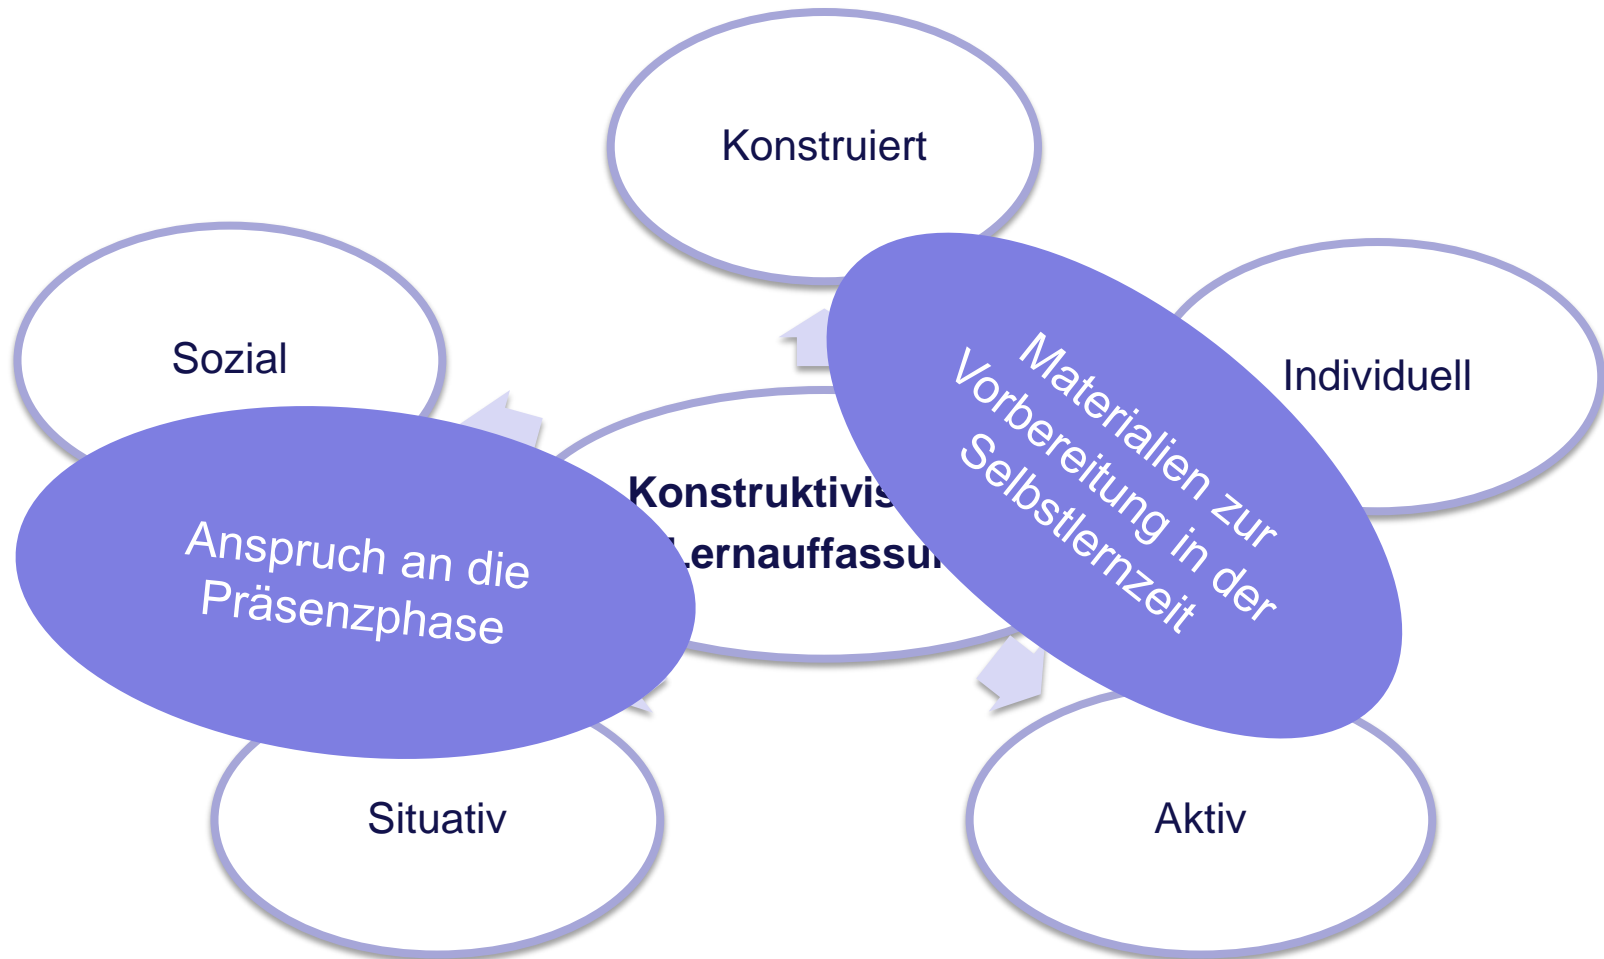 Konstruiert
Sozial
Individuell
Materialien zur
Vorbereitung in der
Selbstlernzeit
Anspruch an die
Präsenzphase
Situativ
Aktiv